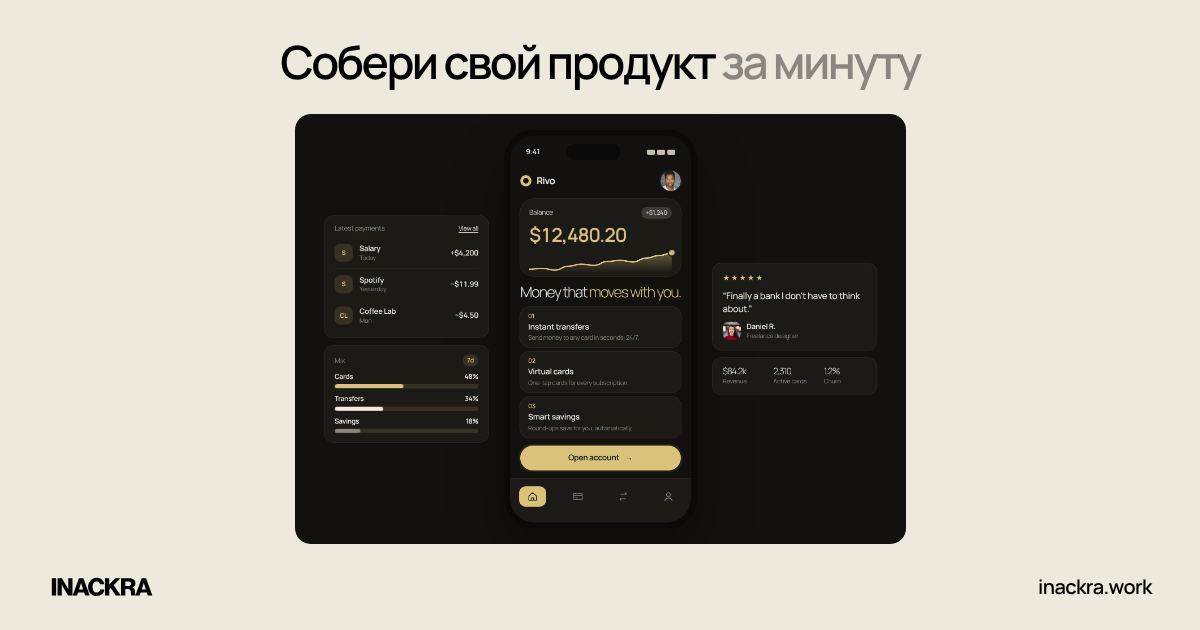 Собери свой продукт за минуту
9:41
Rivo
Balance
+$1,240
$12,480.20
Money that moves with you.
01
Instant transfers
Send money to any card in seconds, 24/7.
02
Virtual cards
One-tap cards for every subscription.
03
Smart savings
Round-ups save for you, automatically.
Open account →
Latest payments
View all
S
Salary
Today
+$4,200
S
Spotify
Yesterday
−$11.99
CL
Coffee Lab
Mon
−$4.50
Mix
7d
Cards
48%
Transfers
34%
Savings
18%
★★★★★
“Finally a bank I don’t have to think
about.”
Daniel R.
Freelance designer
$84.2k
Revenue
2,310
Active cards
1.2%
Churn
INACKRA
inackra.work